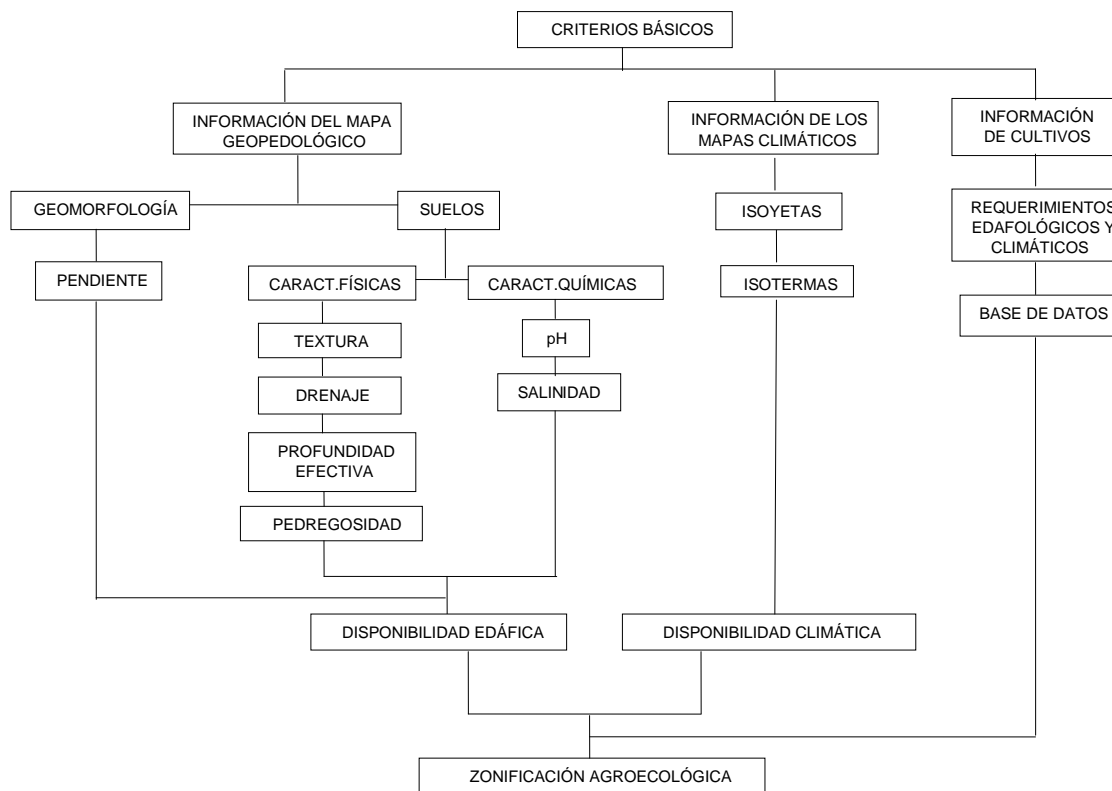 CRITERIOS BÁSICOS
INFORMACIÓN DEL MAPA
GEOPEDOLÓGICO
INFORMACIÓN DE LOS
MAPAS CLIMÁTICOS
INFORMACIÓN
DE CULTIVOS
GEOMORFOLOGÍA
SUELOS
ISOYETAS
REQUERIMIENTOS
EDAFOLÓGICOS Y
CLIMÁTICOS
PENDIENTE
CARACT.FÍSICAS
CARACT.QUÍMICAS
ISOTERMAS
BASE DE DATOS
TEXTURA
pH
DRENAJE
SALINIDAD
PROFUNDIDAD
EFECTIVA
PEDREGOSIDAD
DISPONIBILIDAD EDÁFICA
DISPONIBILIDAD CLIMÁTICA
ZONIFICACIÓN AGROECOLÓGICA